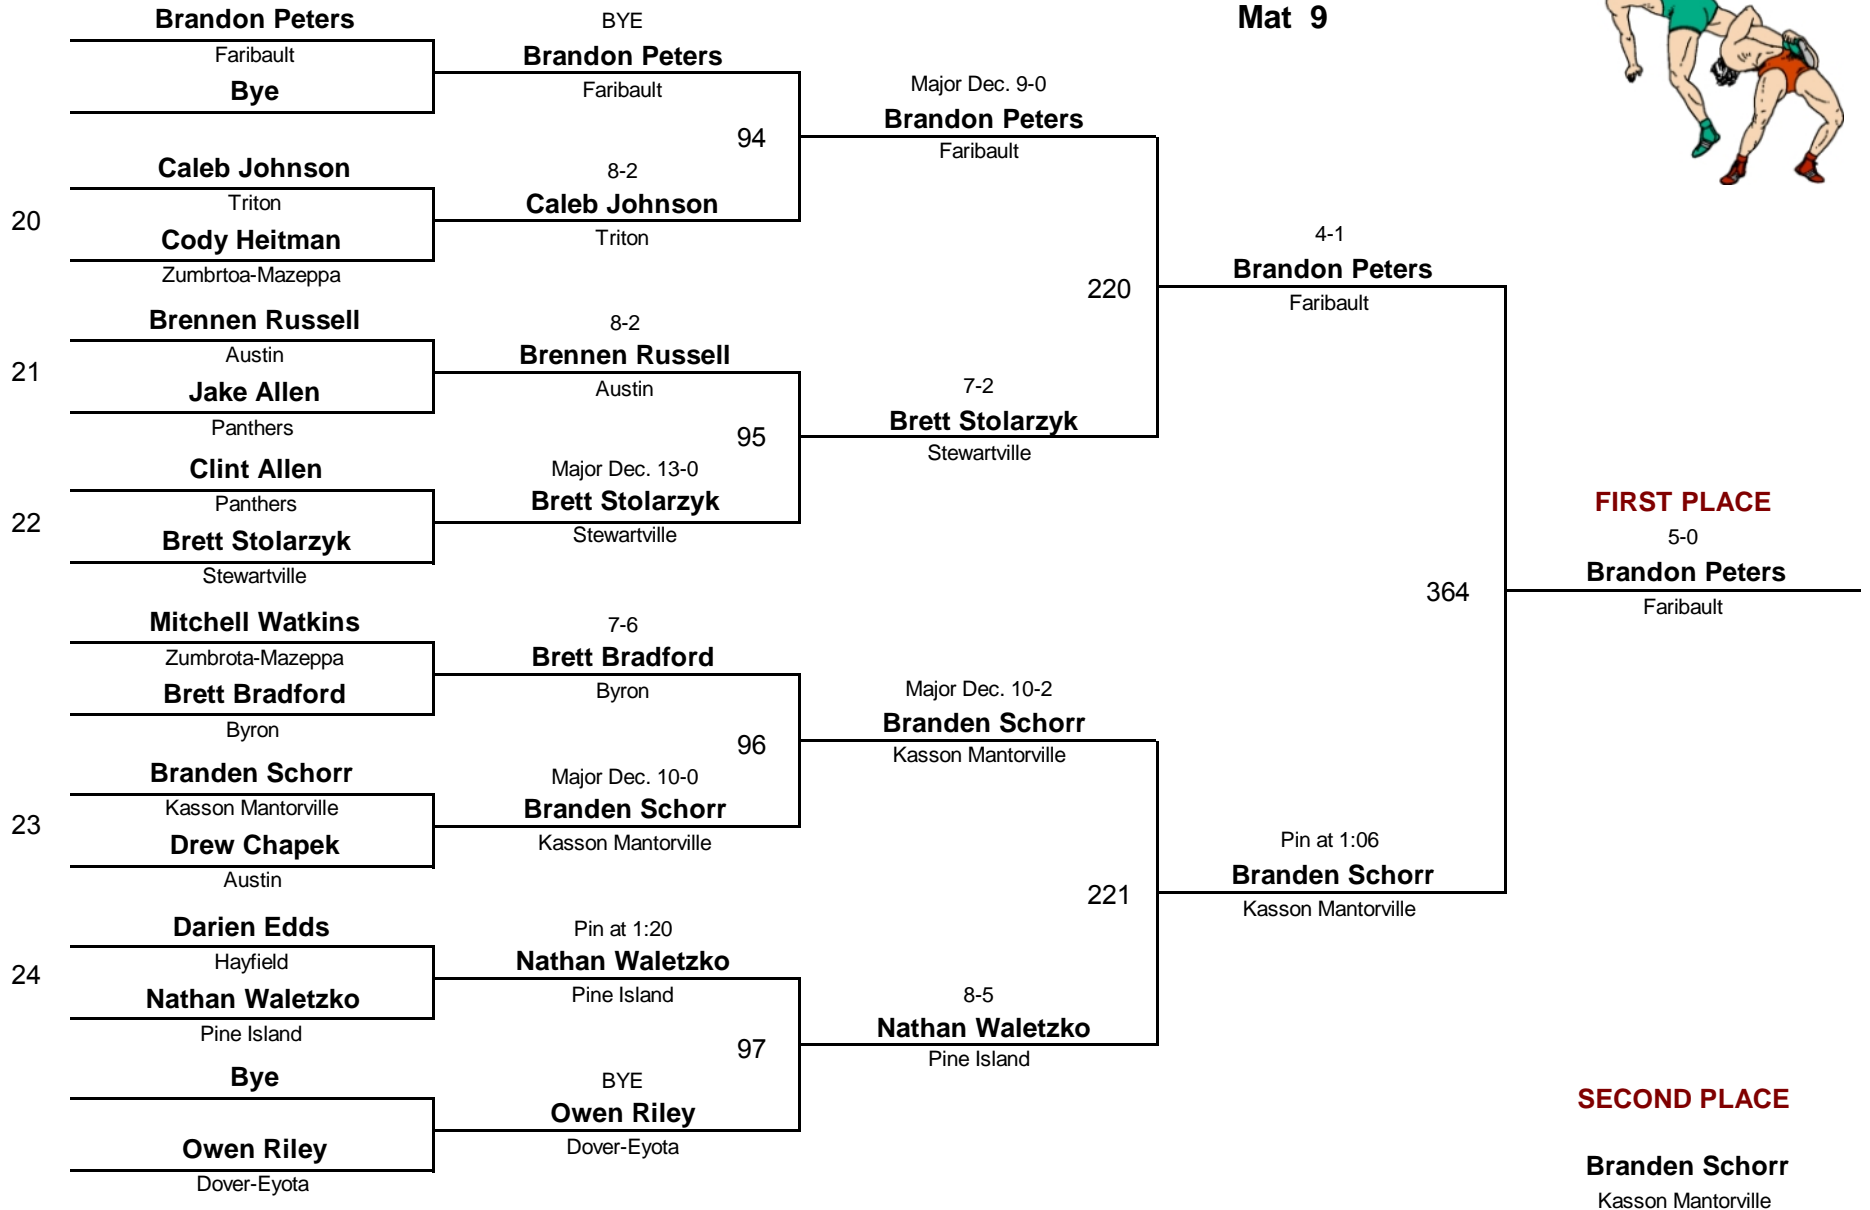 Brandon Peters
Faribault
Bye
Caleb Johnson
Triton
20
Cody Heitman
Zumbrtoa-Mazeppa
Brennen Russell
Austin
21
Jake Allen
Panthers
Clint Allen
Panthers
22
Brett Stolarzyk
Stewartville
Mitchell Watkins
Zumbrota-Mazeppa
Brett Bradford
Byron
Branden Schorr
Kasson Mantorville
23
Drew Chapek
Austin
Darien Edds
Hayfield
24
Nathan Waletzko
Pine Island
Bye
Owen Riley
Dover-Eyota
BYE
Brandon Peters
Faribault
94
8-2
Caleb Johnson
Triton
8-2
Brennen Russell
Austin
95
Major Dec. 13-0
Brett Stolarzyk
Stewartville
7-6
Brett Bradford
Byron
96
Major Dec. 10-0
Branden Schorr
Kasson Mantorville
Pin at 1:20
Nathan Waletzko
Pine Island
97
BYE
Owen Riley
Dover-Eyota
Major Dec. 9-0
Brandon Peters
Faribault
220
7-2
Brett Stolarzyk
Stewartville
Major Dec. 10-2
Branden Schorr
Kasson Mantorville
221
8-5
Nathan Waletzko
Pine Island
Mat 9
4-1
Brandon Peters
Faribault
364
Pin at 1:06
Branden Schorr
Kasson Mantorville
FIRST PLACE
5-0
Brandon Peters
Faribault
SECOND PLACE
Branden Schorr
Kasson Mantorville